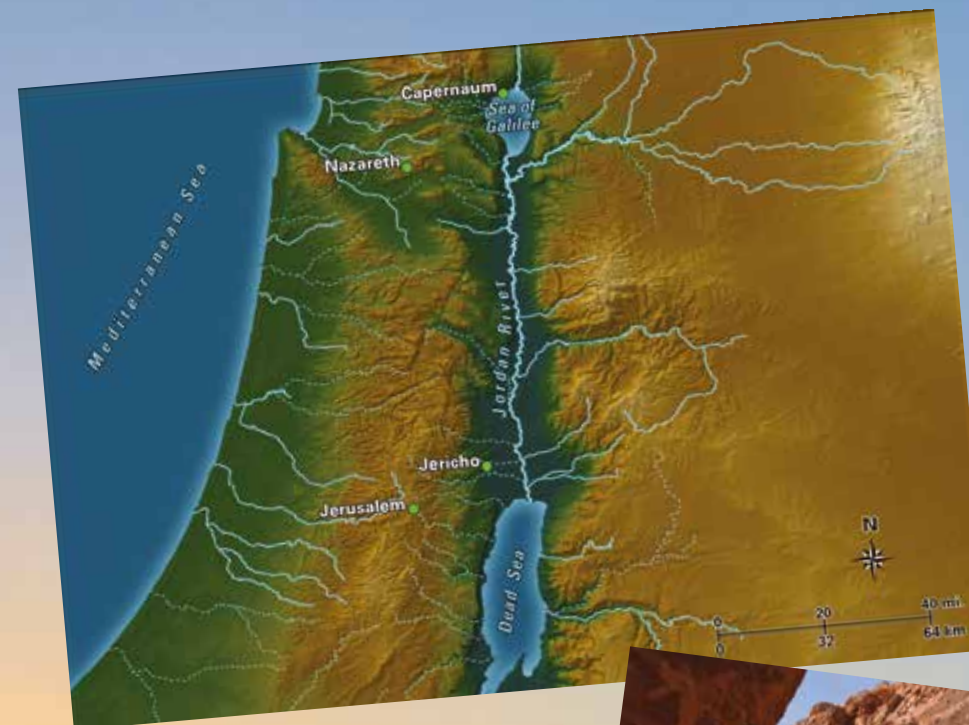 Capernaum
Sea of
Galilee
Nazareth
Mediterranean Sea
Jordan River
Jericho
Jerusalem
Dead Sea
N
0 20 40 mi.
0 32 64 km